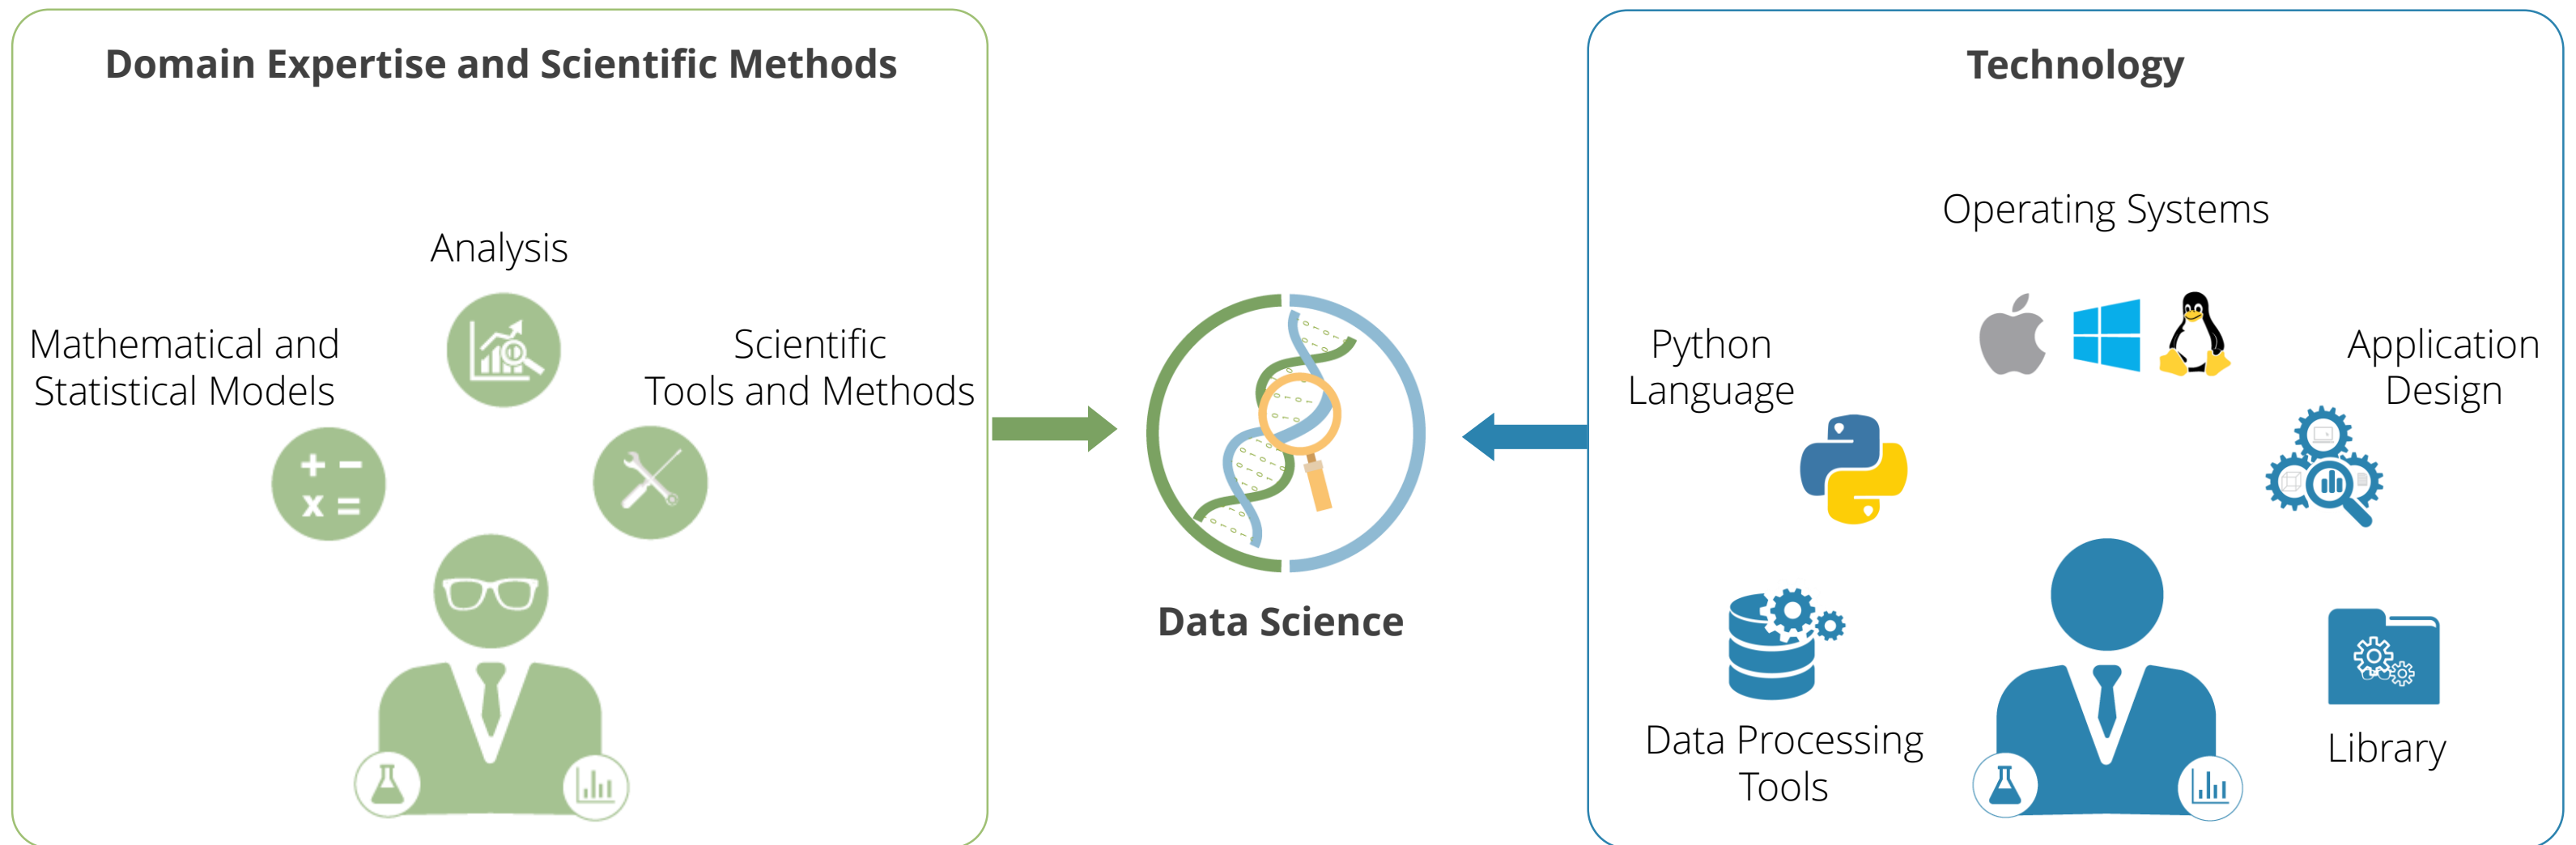 Domain Expertise and Scientific Methods
Analysis
Mathematical and
Statistical Models
Scientific
Tools and Methods
Data Science
Technology
Operating Systems
Python
Language
Application
Design
Data Processing
Tools
Library